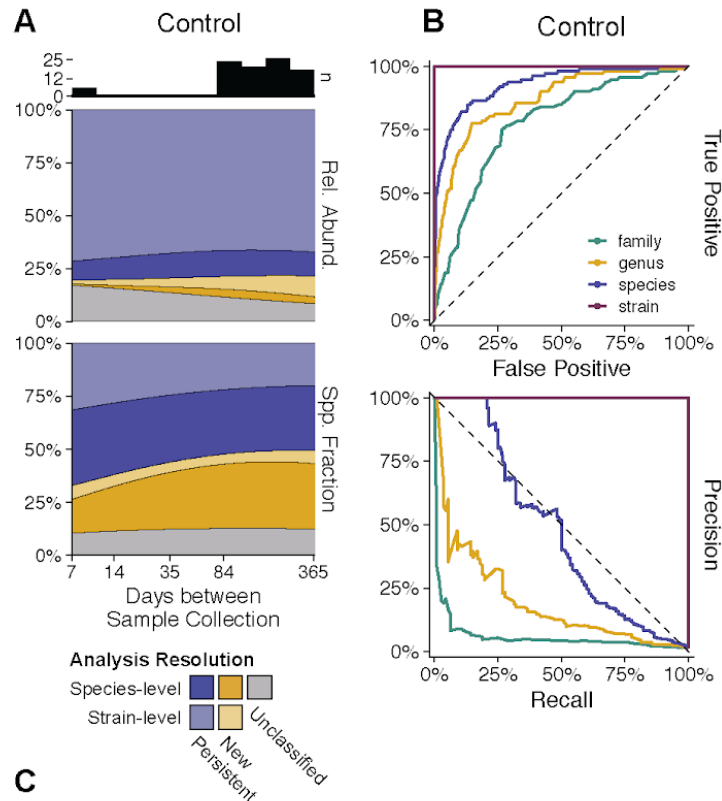 A
Control
25
12
0
n
100%
75%
50%
25%
0%
Rel. Abund.
100%
75%
50%
25%
0%
Spp. Fraction
7
14
35
84
365
Days between
Sample Collection
Analysis Resolution
Species-level
Strain-level
Persistent
New
Unclassified
B
Control
100%
75%
50%
25%
0%
True Positive
family
genus
species
strain
0%
25%
50%
75%
100%
False Positive
100%
75%
50%
25%
0%
Precision
0%
25%
50%
75%
100%
Recall
C